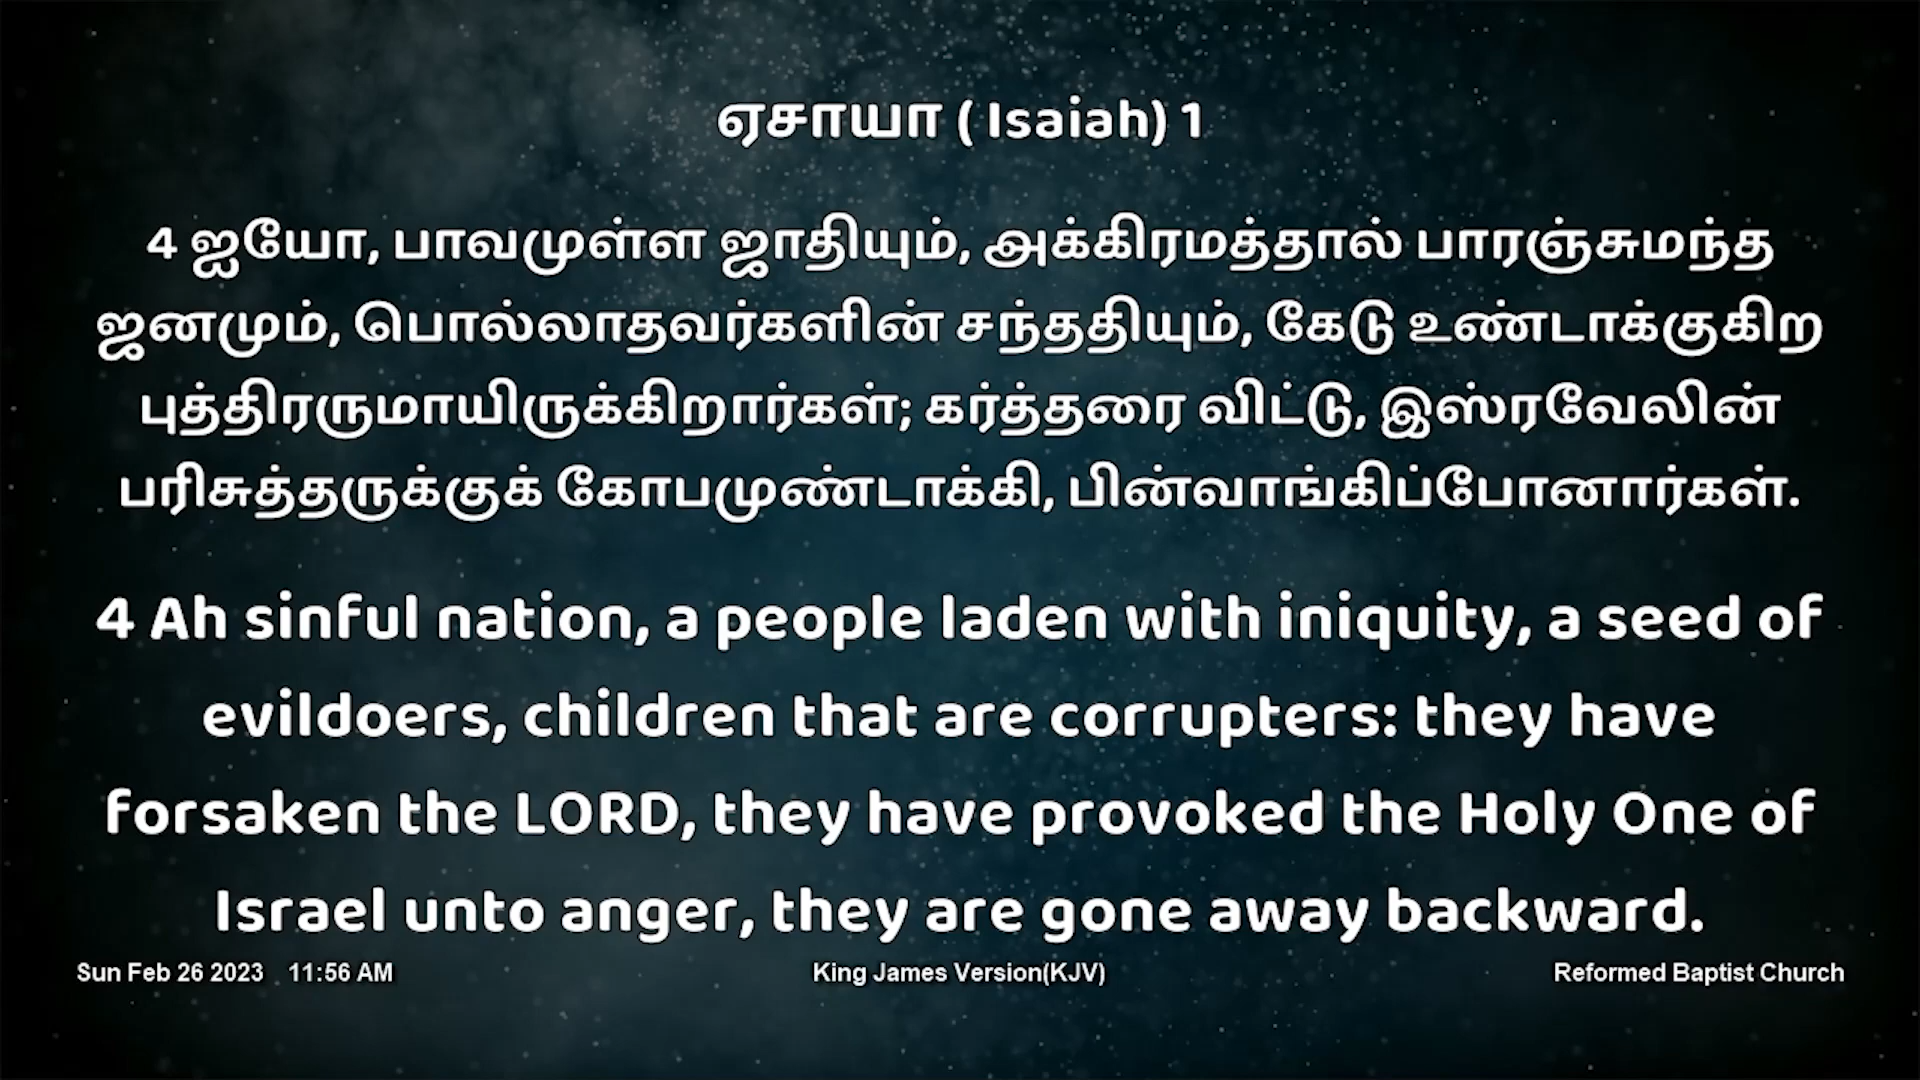 ஏசாயா ( Isaiah) 1
4 ஐயோ, பாவமுள்ள ஜாதியும், அக்கிரமத்தால் பாரஞ்சுமந்த
ஜனமும், பொல்லாதவர்களின் சந்ததியும், கேடு உண்டாக்குகிற
புத்திரருமாயிருக்கிறார்கள்; கர்த்தரை விட்டு, இஸ்ரவேலின்
பரிசுத்தருக்குக் கோபமுண்டாக்கி, பின்வாங்கிப்போனார்கள்.
4 Ah sinful nation, a people laden with iniquity, a seed of
evildoers, children that are corrupters: they have
forsaken the LORD, they have provoked the Holy One of
Israel unto anger, they are gone away backward.
Sun Feb 26 2023 11:56 AM King James Version(KJV) Reformed Baptist Church